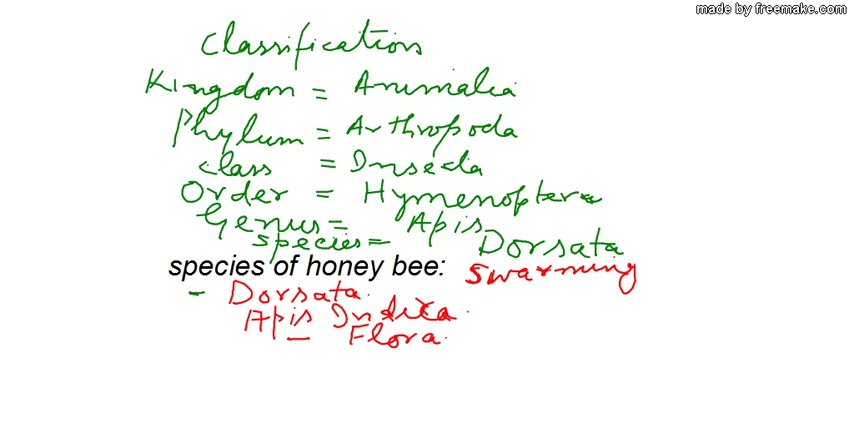 made by freemake.com
Classification
Kingdom = Animalia
Phylum = Arthropoda
Class = Insecta
Order = Hymenoptera
Genus = Apis
species = Dorsata
species of honey bee: swarming
- Dorsata.
Apis Indica.
- Flora.